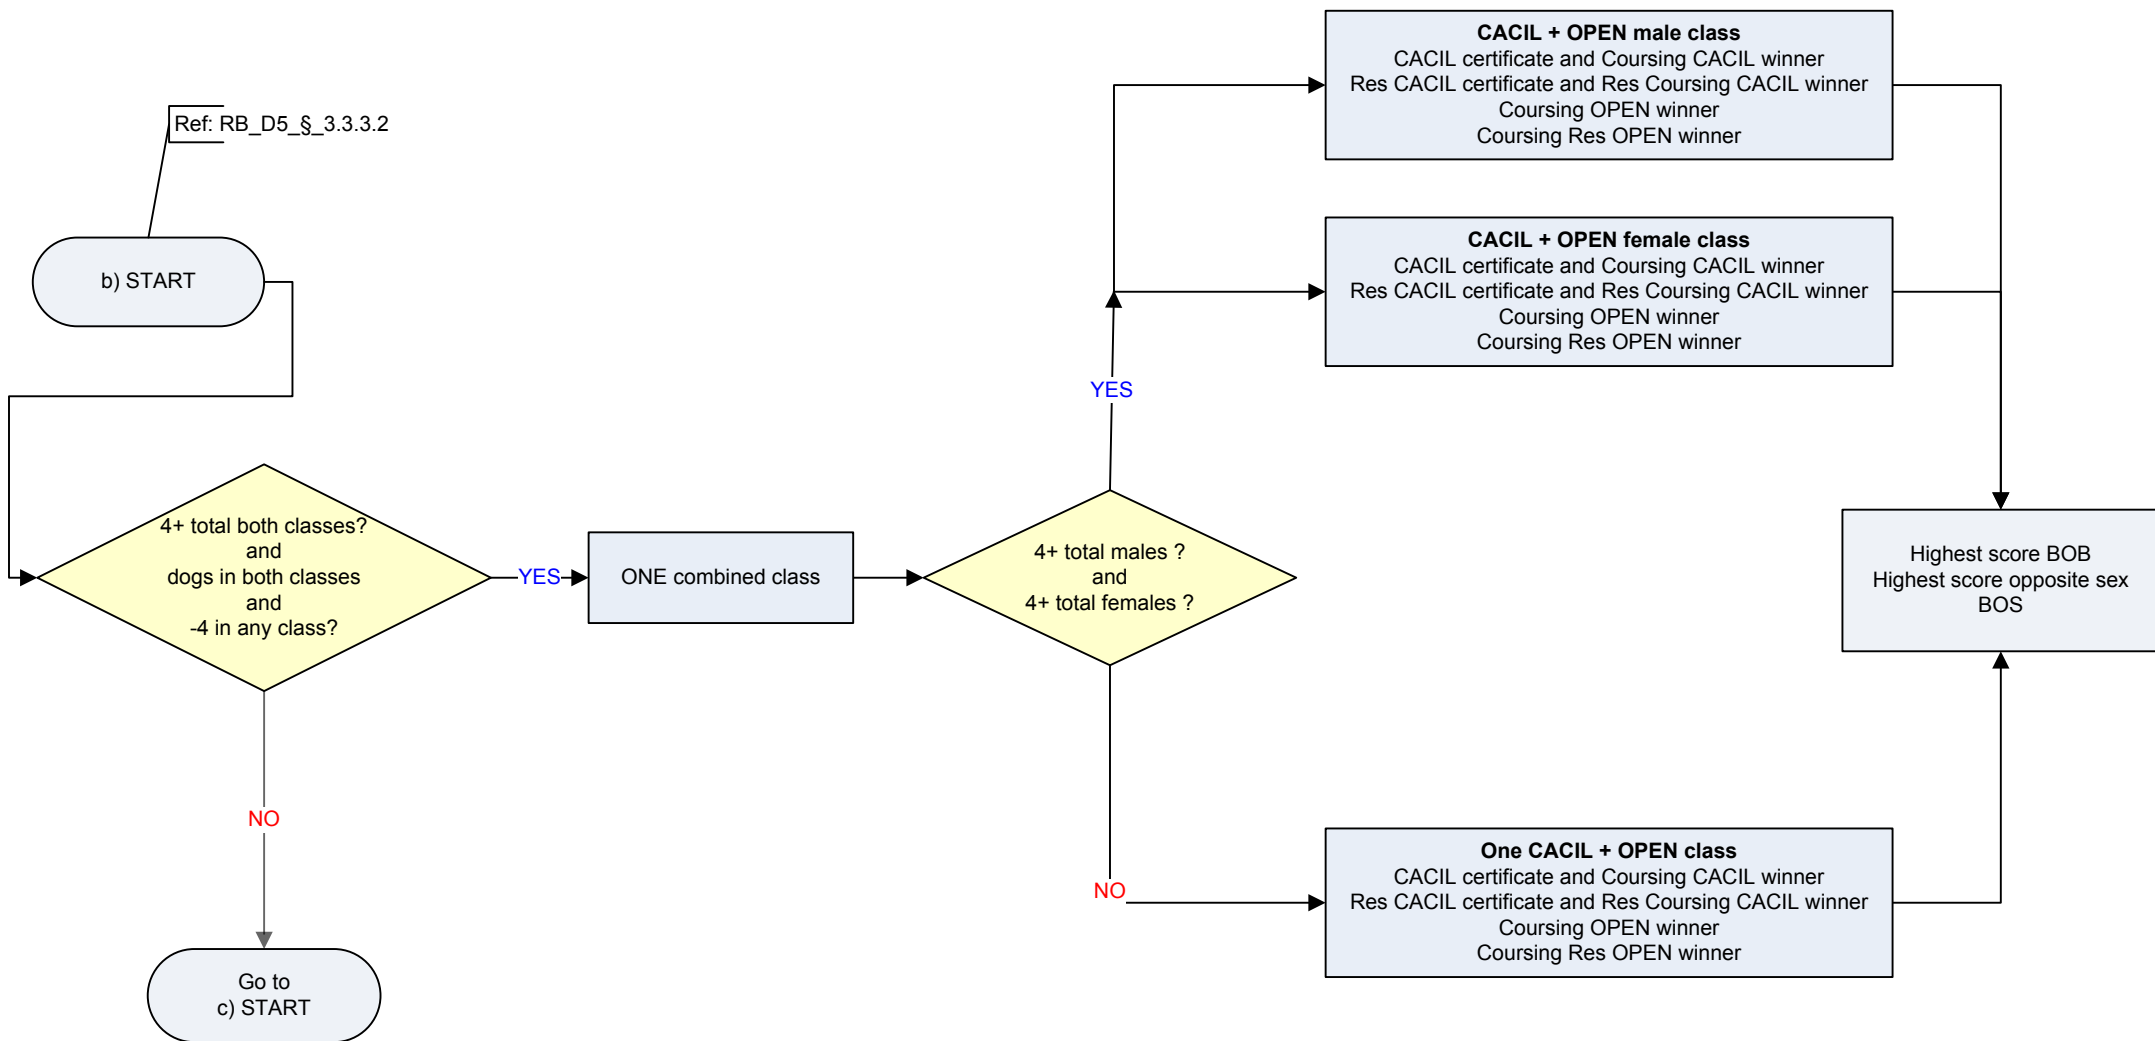 CACIL + OPEN male class
CACIL certificate and Coursing CACIL winner
Res CACIL certificate and Res Coursing CACIL winner
Coursing OPEN winner
Coursing Res OPEN winner
Ref: RB_D5_§_3.3.3.2
b) START
CACIL + OPEN female class
CACIL certificate and Coursing CACIL winner
Res CACIL certificate and Res Coursing CACIL winner
Coursing OPEN winner
Coursing Res OPEN winner
YES
4+ total both classes?
and
dogs in both classes
and
-4 in any class?
YES
ONE combined class
4+ total males ?
and
4+ total females ?
Highest score BOB
Highest score opposite sex
BOS
NO
NO
One CACIL + OPEN class
CACIL certificate and Coursing CACIL winner
Res CACIL certificate and Res Coursing CACIL winner
Coursing OPEN winner
Coursing Res OPEN winner
Go to
c) START